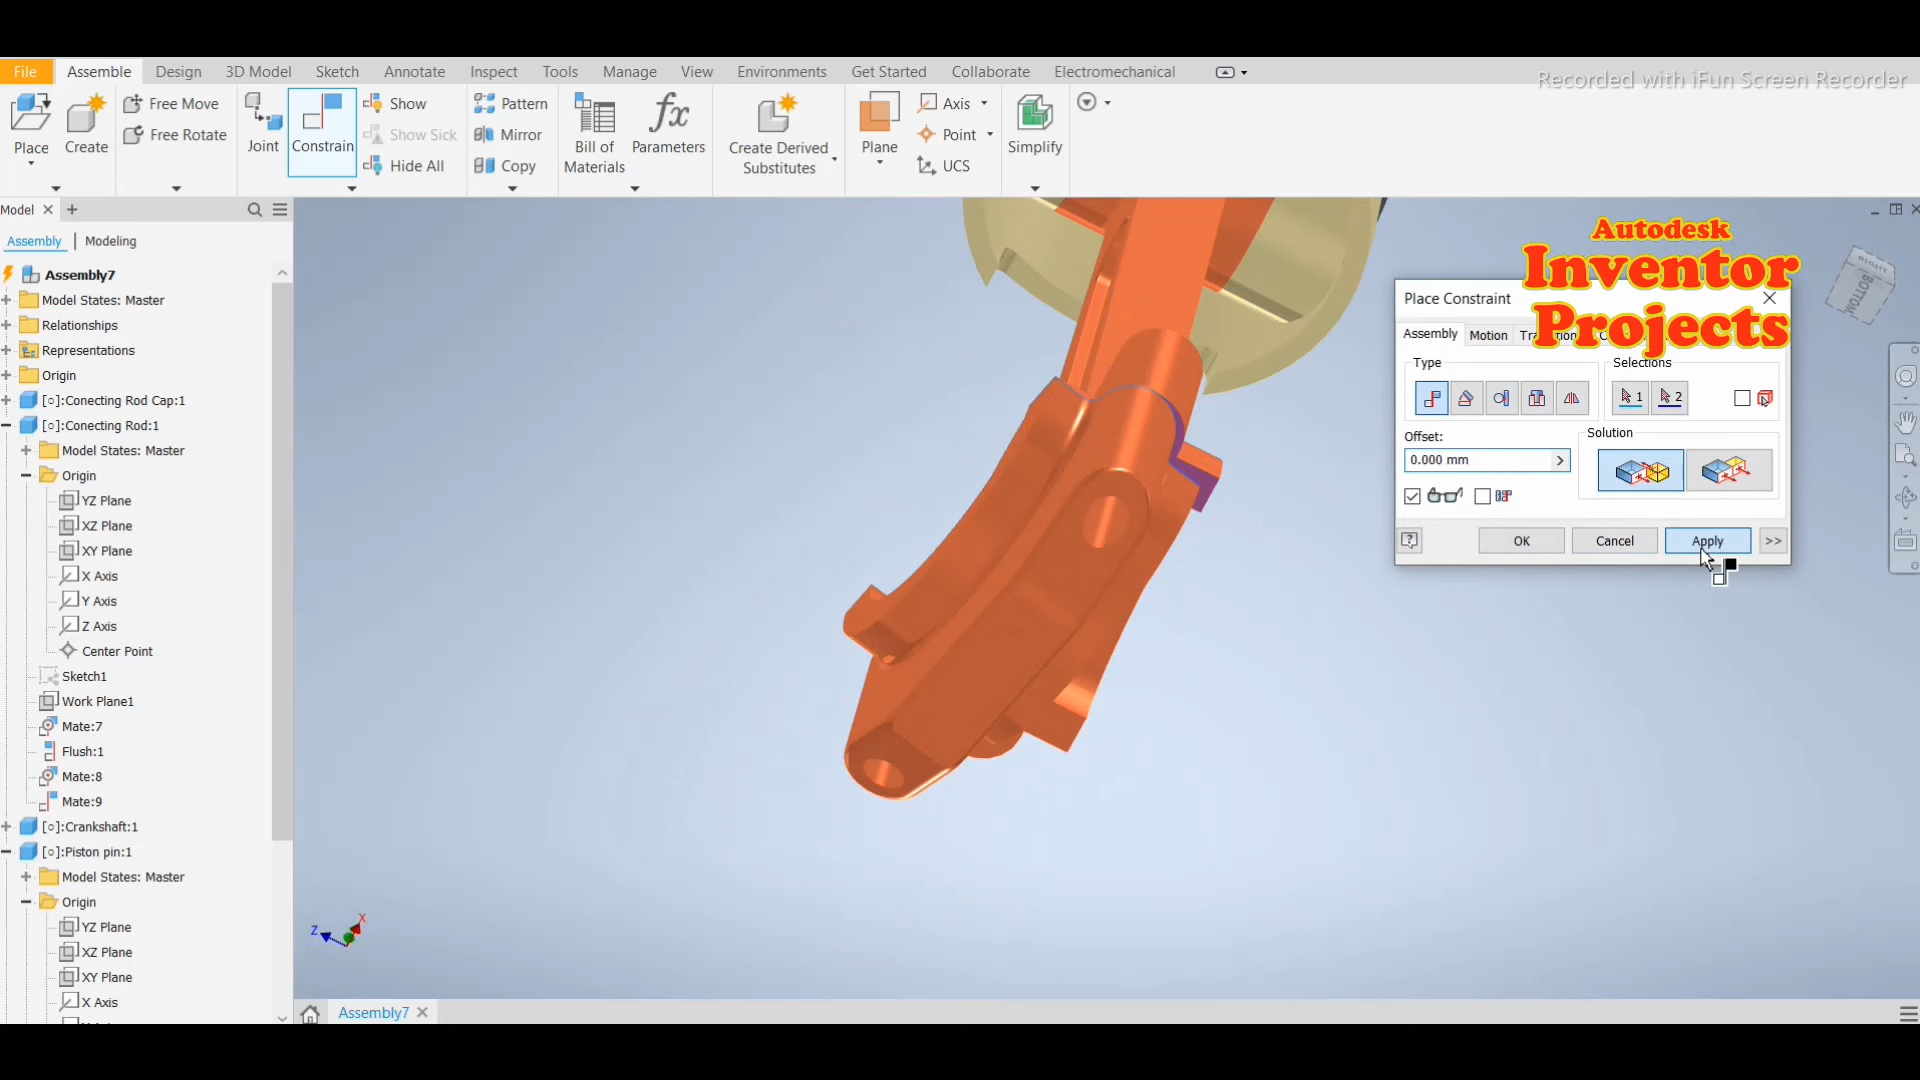 File Assemble Design 3D Model Sketch Annotate Inspect Tools Manage View Environments Get Started Collaborate Electromechanical
Recorded with iFun Screen Recorder
Place
Create
Free Move
Free Rotate
Joint
Constrain
Show
Show Sick
Hide All
Pattern
Mirror
Copy
Bill of
Materials
fx
Parameters
Create Derived
Substitutes
Plane
Axis
Point
UCS
Simplify
Model
Assembly | Modeling
Assembly7
Model States: Master
Relationships
Representations
Origin
[○]:Conecting Rod Cap:1
[○]:Conecting Rod:1
Model States: Master
Origin
YZ Plane
XZ Plane
XY Plane
X Axis
Y Axis
Z Axis
Center Point
Sketch1
Work Plane1
Mate:7
Flush:1
Mate:8
Mate:9
[○]:Crankshaft:1
[○]:Piston pin:1
Model States: Master
Origin
YZ Plane
XZ Plane
XY Plane
X Axis
Autodesk
Inventor
Projects
RIGHT
BOTTOM
Place Constraint
Assembly Motion
Type
Selections
1 2
Offset:
0.000 mm
Solution
OK Cancel Apply >>
Z X
Assembly7